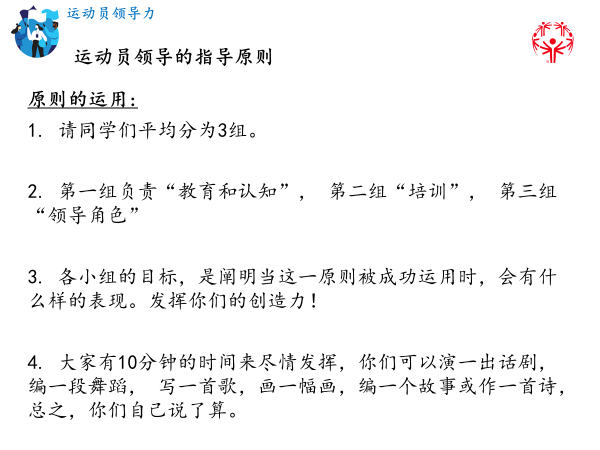 运动员领导力
运动员领导的指导原则
原则的运用:
1. 请同学们平均分为3组。
2. 第一组负责“教育和认知”, 第二组“培训”, 第三组
“领导角色”
3. 各小组的目标,是阐明当这一原则被成功运用时,会有什
么样的表现。发挥你们的创造力!
4. 大家有10分钟的时间来尽情发挥,你们可以演一出话剧,
编一段舞蹈, 写一首歌,画一幅画,编一个故事或作一首诗,
总之,你们自己说了算。